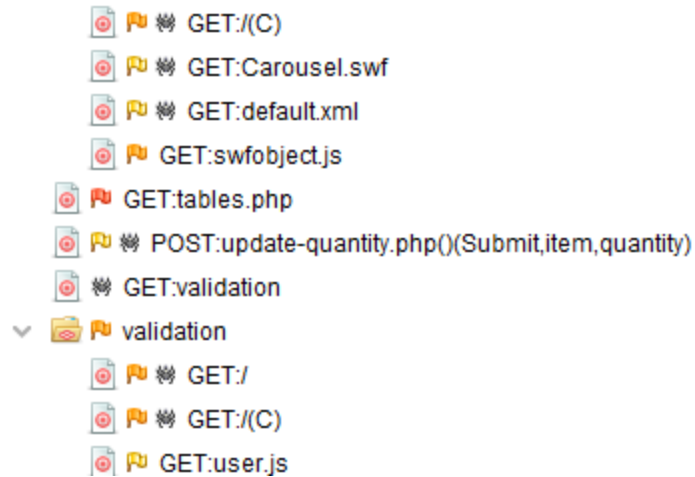 GET:/(C)
GET:Carousel.swf
GET:default.xml
GET:swfobject.js
GET:tables.php
POST:update-quantity.php()(Submit,item,quantity)
GET:validation
validation
GET:/
GET:/(C)
GET:user.js